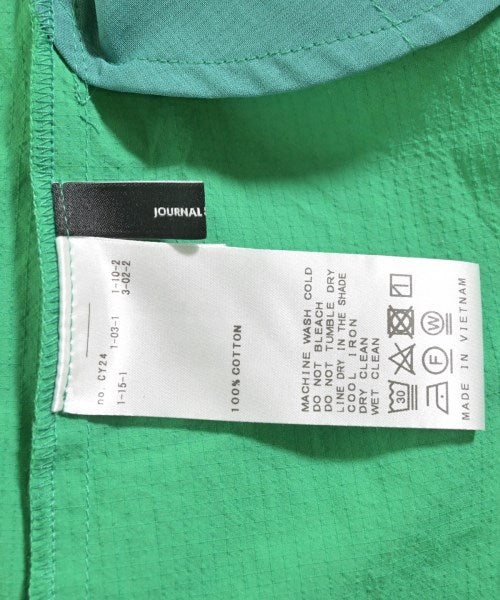 JOURNAL
no. CY24 1-03-1 1-10-2
1-15-1 3-02-2
100% COTTON
MACHINE WASH COLD
DO NOT BLEACH
DO NOT TUMBLE DRY
LINE DRY IN THE SHADE
COOL IRON
DRY CLEAN
WET CLEAN
30
F
W
MADE IN VIETNAM